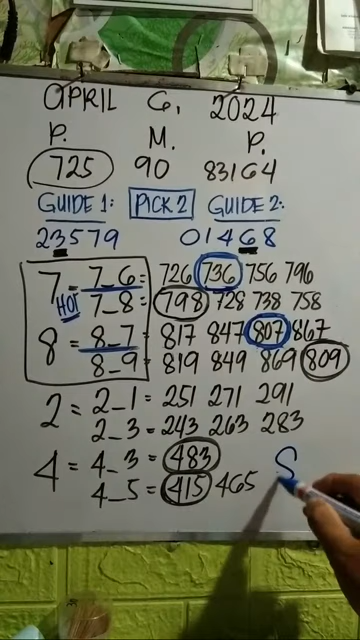 APRIL 6, 2024
P. M. P.
725 90 83164
GUIDE 1: PICK 2 GUIDE 2:
23579 01468
7 = 7_6 = 726 736 756 796
HOT 7_8 = 798 728 738 758
8 = 8_7 = 817 847 807 867
8_9 = 819 849 869 809
2 = 2_1 = 251 271 291
2_3 = 243 263 283
4 = 4_3 = 483
4_5 = 415 465
S